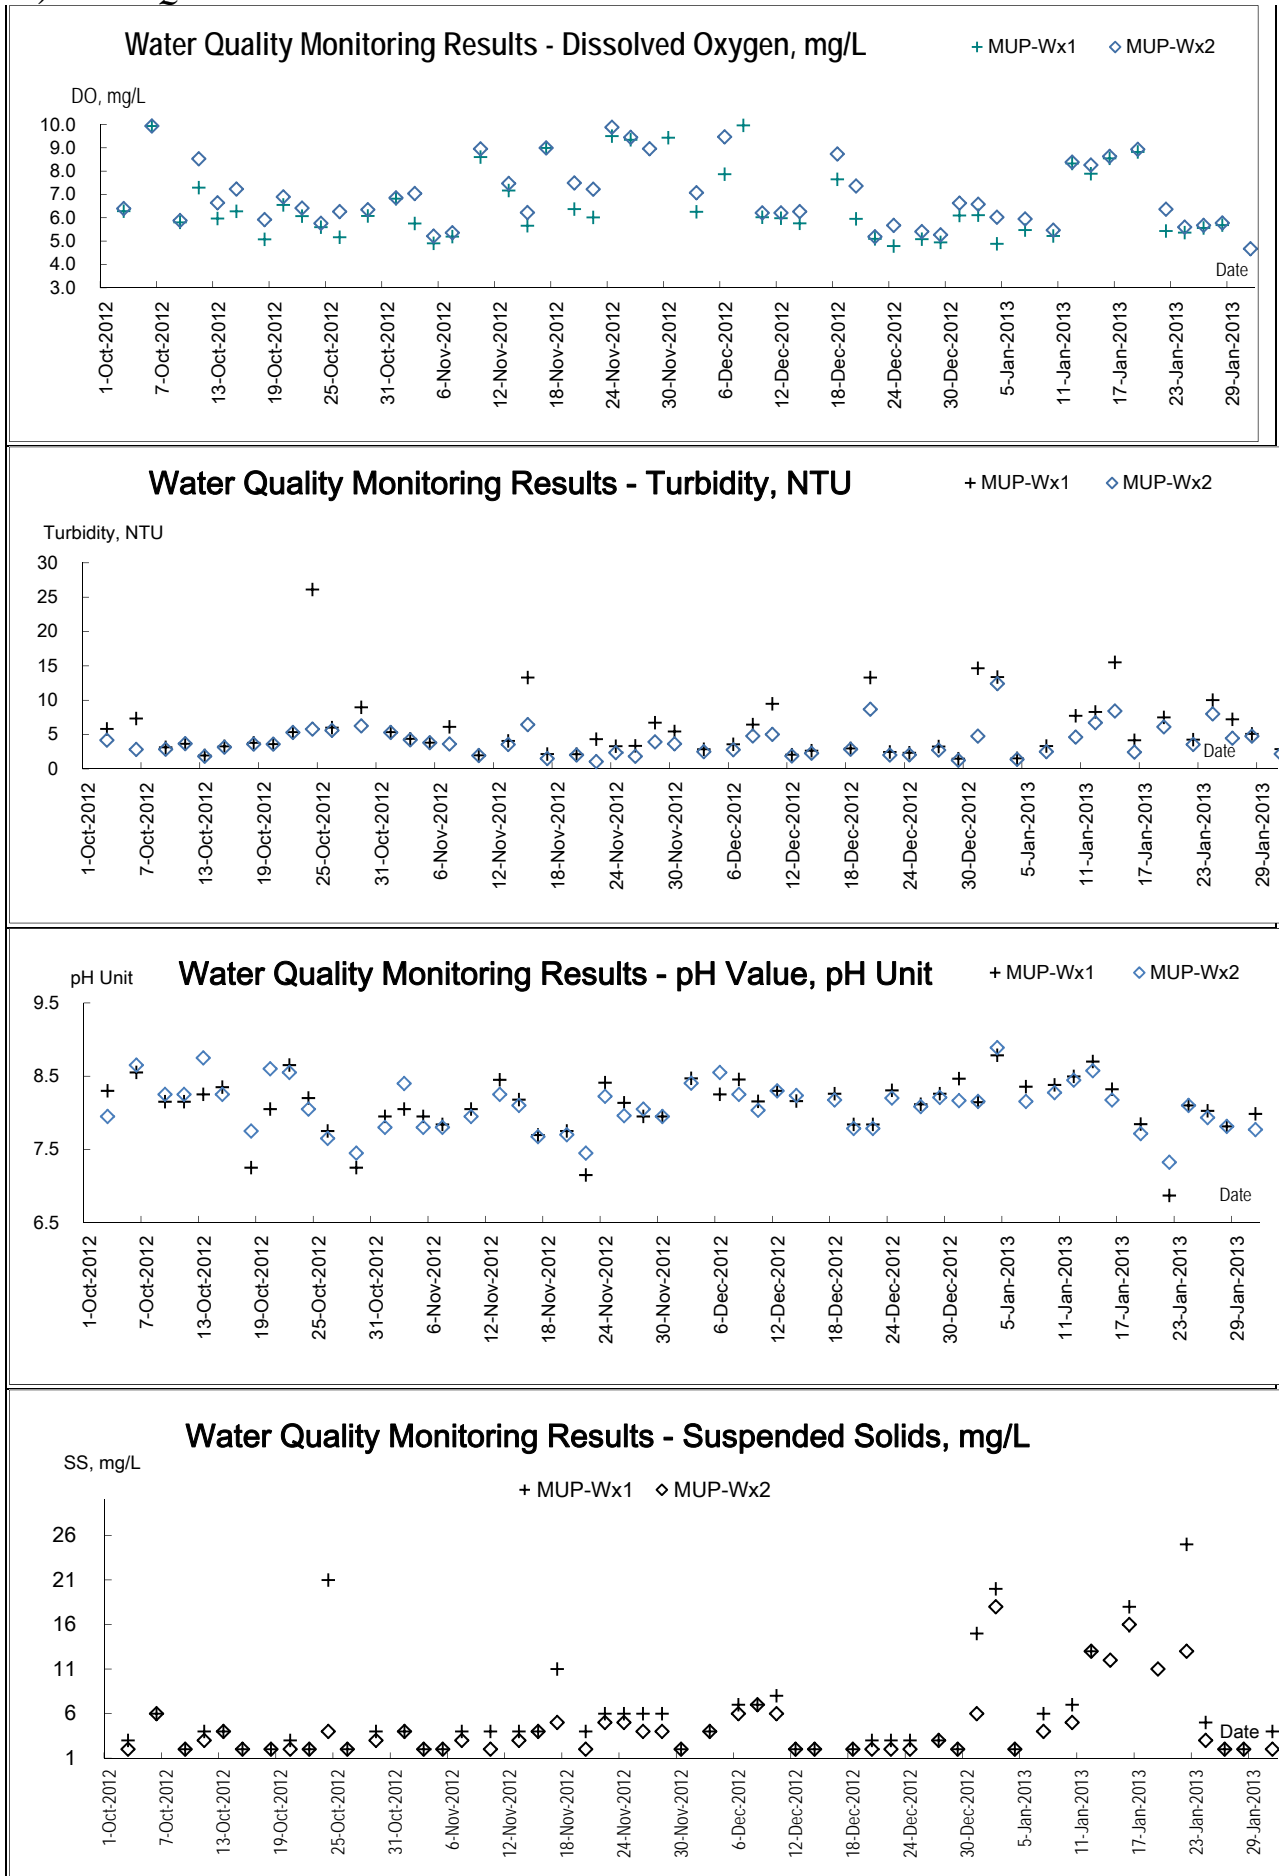 Water Quality Monitoring Results - Dissolved Oxygen, mg/L
MUP-Wx1 MUP-Wx2
DO, mg/L
10.0
9.0
8.0
7.0
6.0
5.0
4.0
3.0
Date
1-Oct-2012 7-Oct-2012 13-Oct-2012 19-Oct-2012 25-Oct-2012 31-Oct-2012 6-Nov-2012 12-Nov-2012 18-Nov-2012 24-Nov-2012 30-Nov-2012 6-Dec-2012 12-Dec-2012 18-Dec-2012 24-Dec-2012 30-Dec-2012 5-Jan-2013 11-Jan-2013 17-Jan-2013 23-Jan-2013 29-Jan-2013
Water Quality Monitoring Results - Turbidity, NTU
MUP-Wx1 MUP-Wx2
Turbidity, NTU
30
25
20
15
10
5
0
Date
1-Oct-2012 7-Oct-2012 13-Oct-2012 19-Oct-2012 25-Oct-2012 31-Oct-2012 6-Nov-2012 12-Nov-2012 18-Nov-2012 24-Nov-2012 30-Nov-2012 6-Dec-2012 12-Dec-2012 18-Dec-2012 24-Dec-2012 30-Dec-2012 5-Jan-2013 11-Jan-2013 17-Jan-2013 23-Jan-2013 29-Jan-2013
pH Unit
Water Quality Monitoring Results - pH Value, pH Unit
MUP-Wx1 MUP-Wx2
9.5
8.5
7.5
6.5
Date
1-Oct-2012 7-Oct-2012 13-Oct-2012 19-Oct-2012 25-Oct-2012 31-Oct-2012 6-Nov-2012 12-Nov-2012 18-Nov-2012 24-Nov-2012 30-Nov-2012 6-Dec-2012 12-Dec-2012 18-Dec-2012 24-Dec-2012 30-Dec-2012 5-Jan-2013 11-Jan-2013 17-Jan-2013 23-Jan-2013 29-Jan-2013
Water Quality Monitoring Results - Suspended Solids, mg/L
SS, mg/L
MUP-Wx1 MUP-Wx2
26
21
16
11
6
1
Date
1-Oct-2012 7-Oct-2012 13-Oct-2012 19-Oct-2012 25-Oct-2012 31-Oct-2012 6-Nov-2012 12-Nov-2012 18-Nov-2012 24-Nov-2012 30-Nov-2012 6-Dec-2012 12-Dec-2012 18-Dec-2012 24-Dec-2012 30-Dec-2012 5-Jan-2013 11-Jan-2013 17-Jan-2013 23-Jan-2013 29-Jan-2013